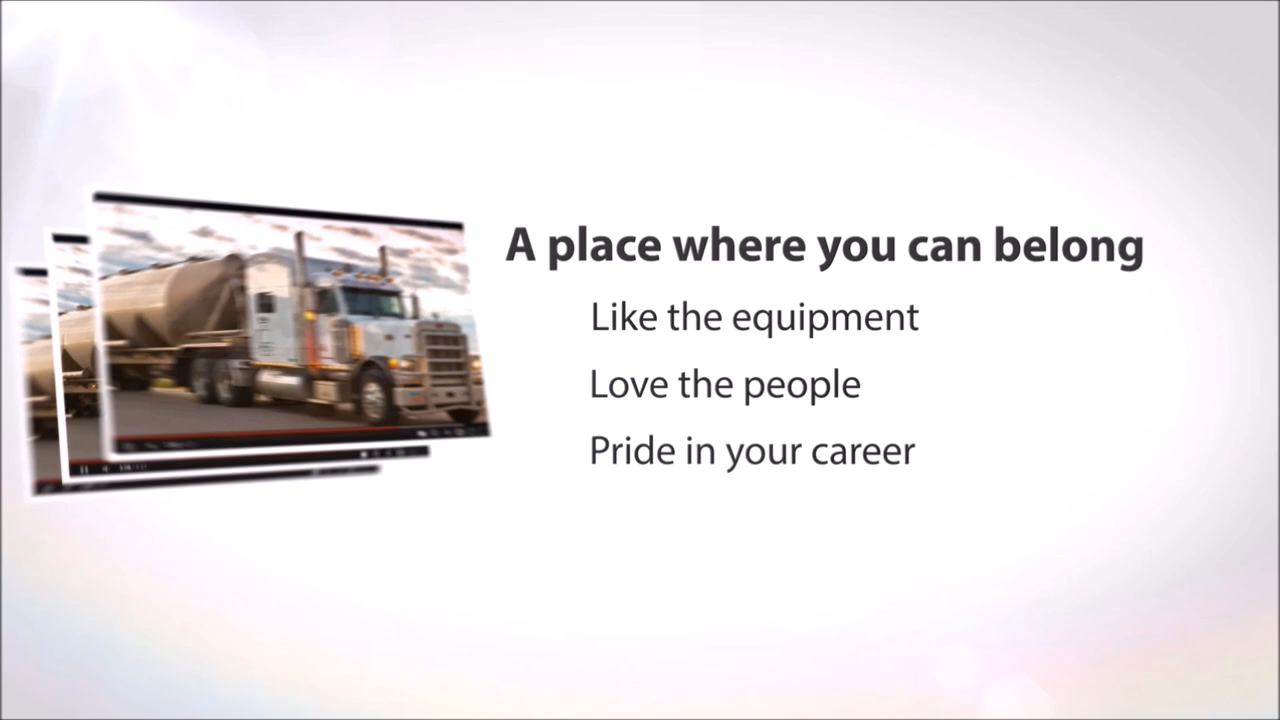 A place where you can belong
Like the equipment
Love the people
Pride in your career